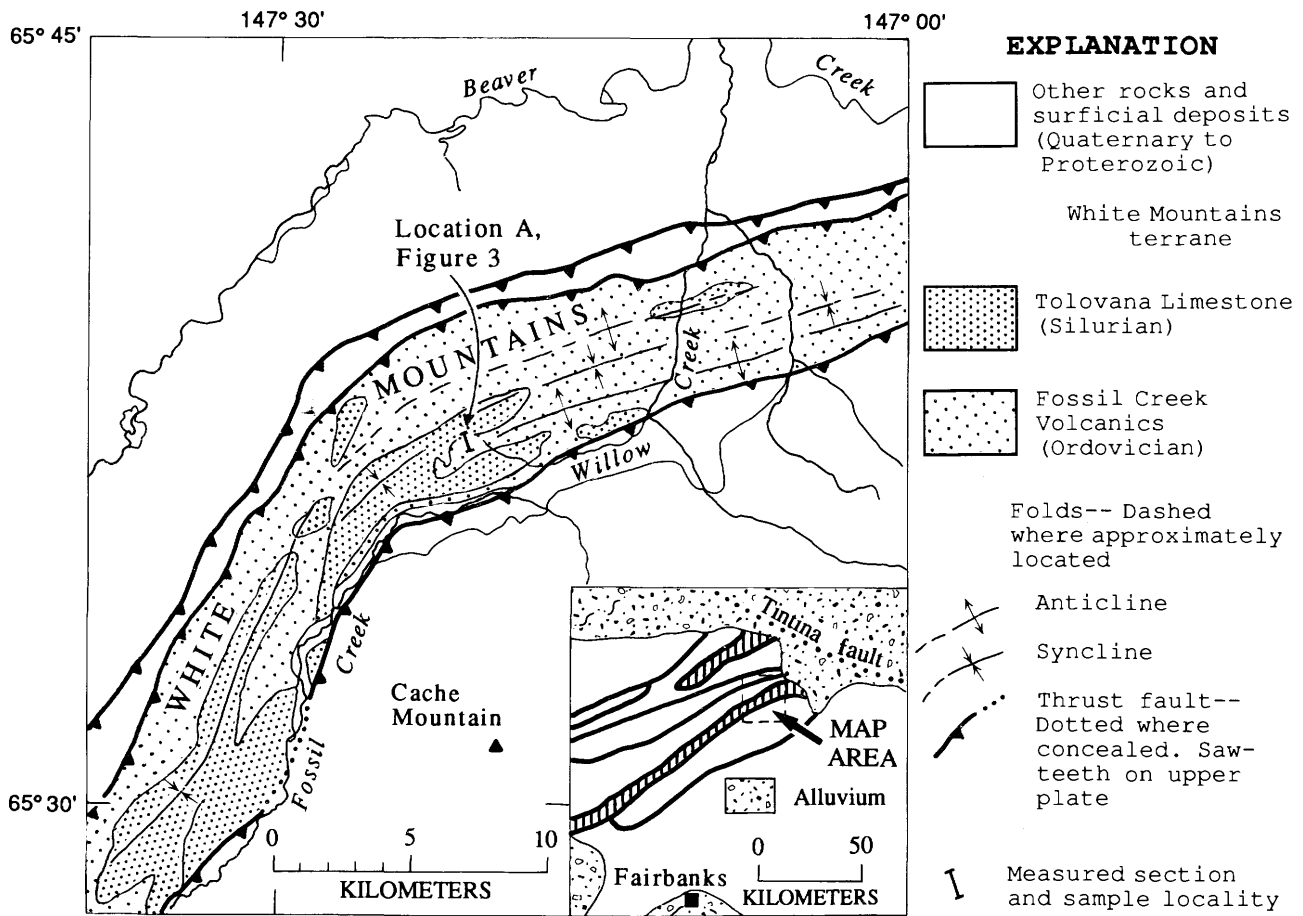 147° 30'
147° 00'
65° 45'
65° 30'
Beaver
Creek
Location A,
Figure 3
WHITE
MOUNTAINS
Creek
Willow
Creek
Fossil
Cache
Mountain
0 5 10
KILOMETERS
Tintina fault
MAP
AREA
Alluvium
Fairbanks
0 50
KILOMETERS
EXPLANATION
Other rocks and
surficial deposits
(Quaternary to
Proterozoic)
White Mountains
terrane
Tolovana Limestone
(Silurian)
Fossil Creek
Volcanics
(Ordovician)
Folds-- Dashed
where approximately
located
Anticline
Syncline
Thrust fault--
Dotted where
concealed. Saw-
teeth on upper
plate
Measured section
and sample locality